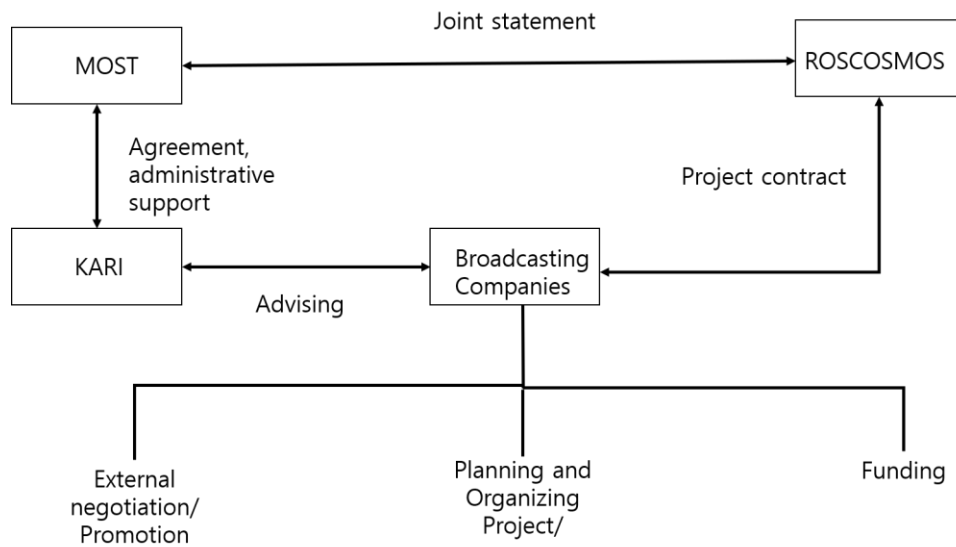 Joint statement
MOST
ROSCOSMOS
Agreement,
administrative
support
Project contract
KARI
Broadcasting
Companies
Advising
External
negotiation/
Promotion
Planning and
Organizing
Project/
Funding